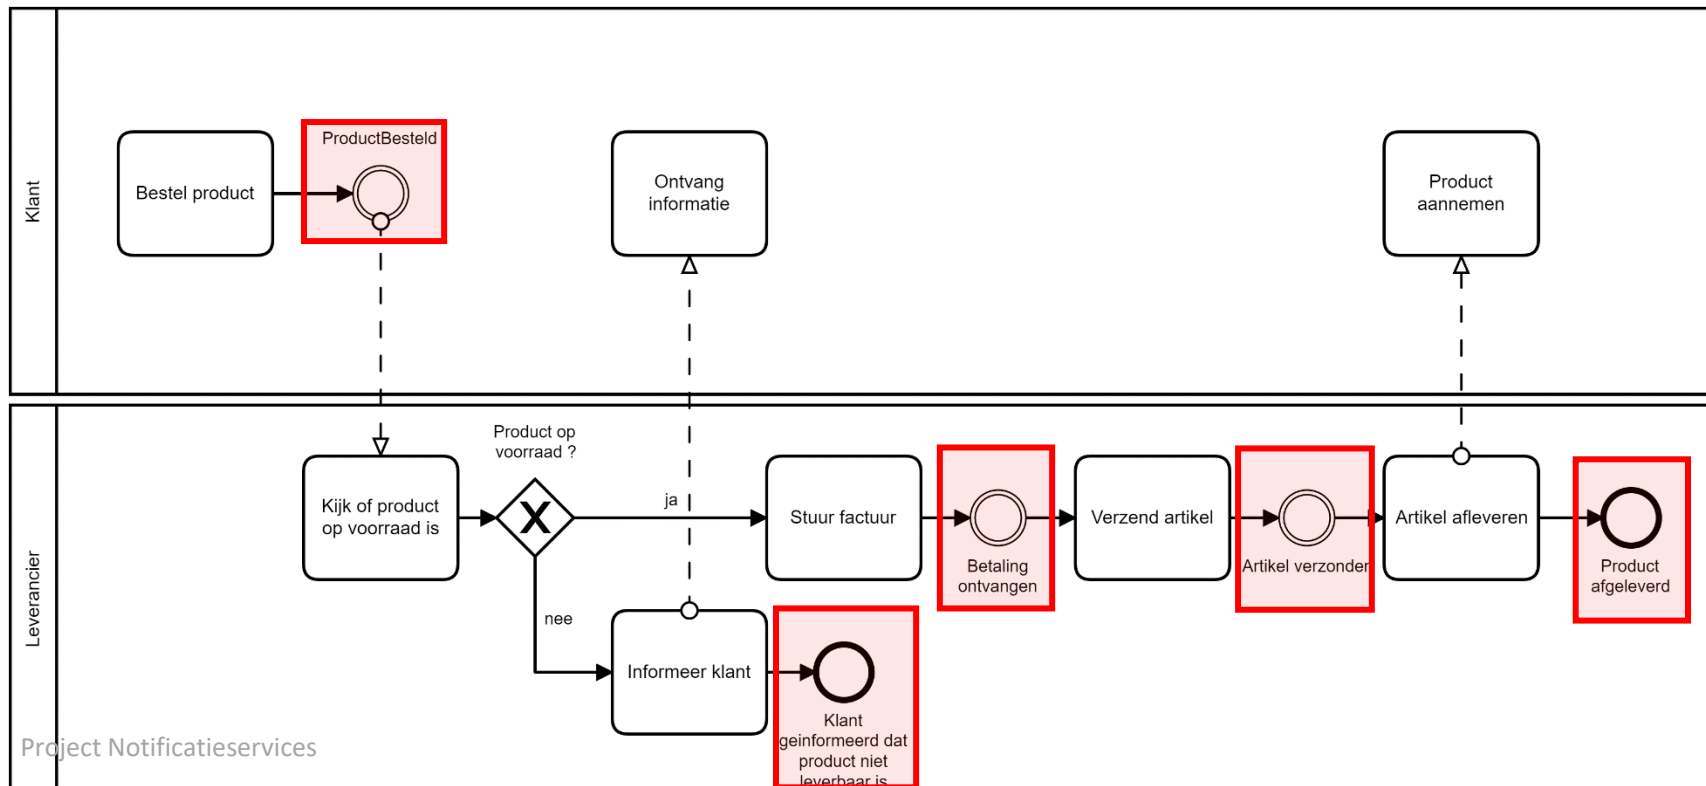 Klant
Bestel product
ProductBesteld
Ontvang
informatie
Product
aannemen
Leverancier
Kijk of product
op voorraad is
Product op
voorraad ?
ja
nee
Stuur factuur
Betaling
ontvangen
Verzend artikel
Artikel verzonden
Artikel afleveren
Product
afgeleverd
Informeer klant
Klant
geinformeerd dat
product niet
leverbaar is
Project Notificatieservices